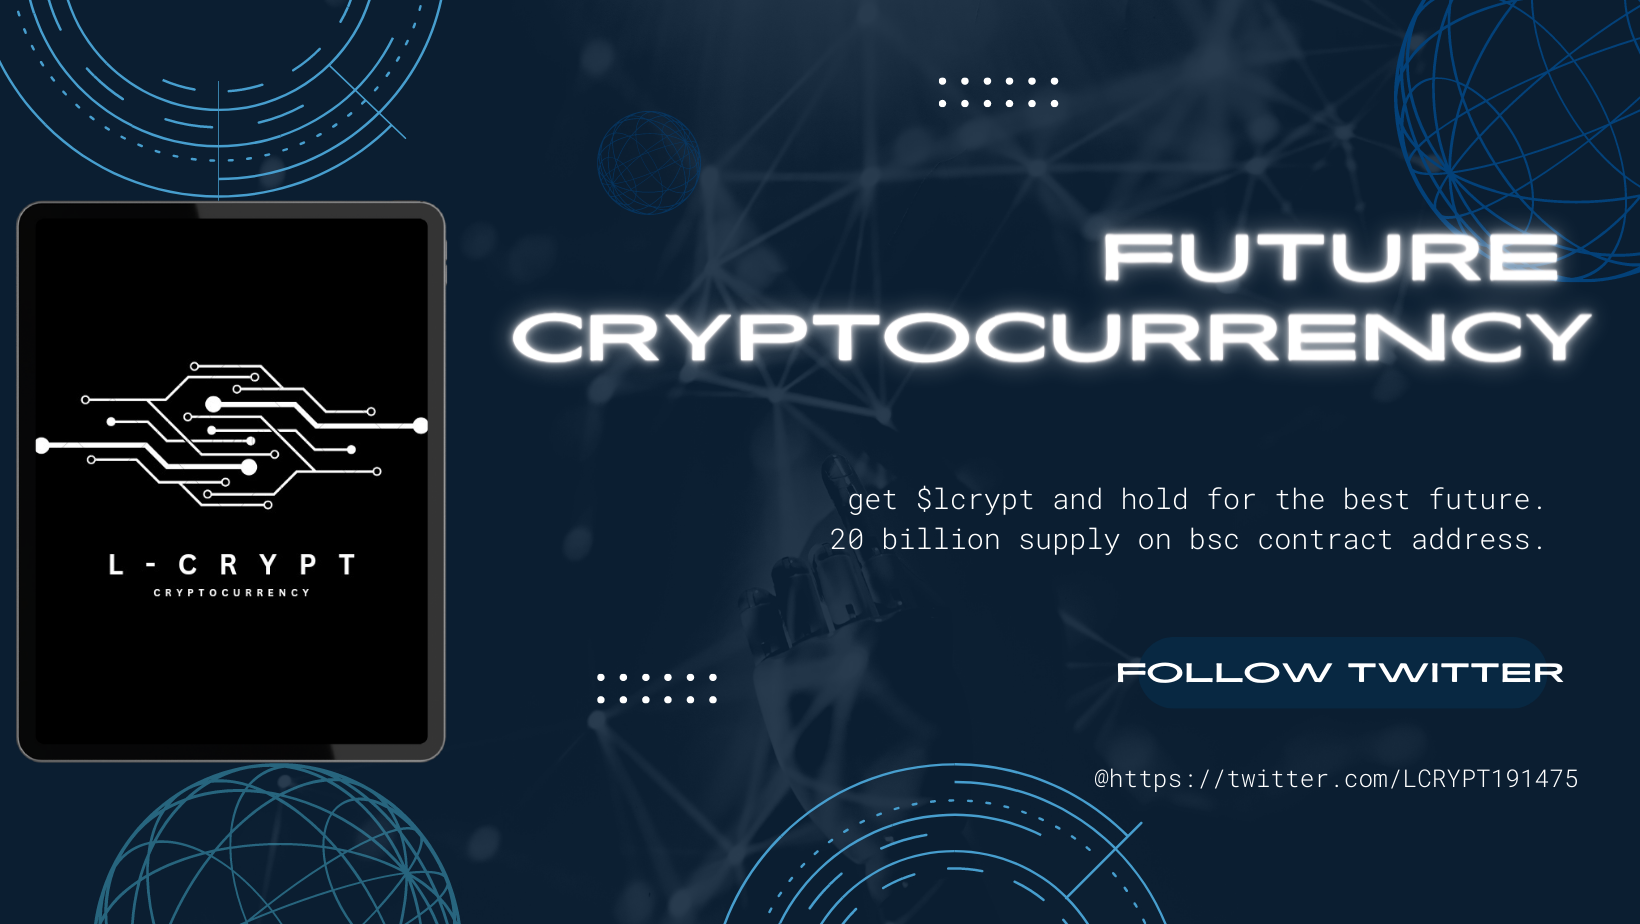 FUTURE
CRYPTOCURRENCY
get $lcrypt and hold for the best future.
20 billion supply on bsc contract address.
L-CRYPT
CRYPTOCURRENCY
FOLLOW TWITTER
@https://twitter.com/LCRYPT191475